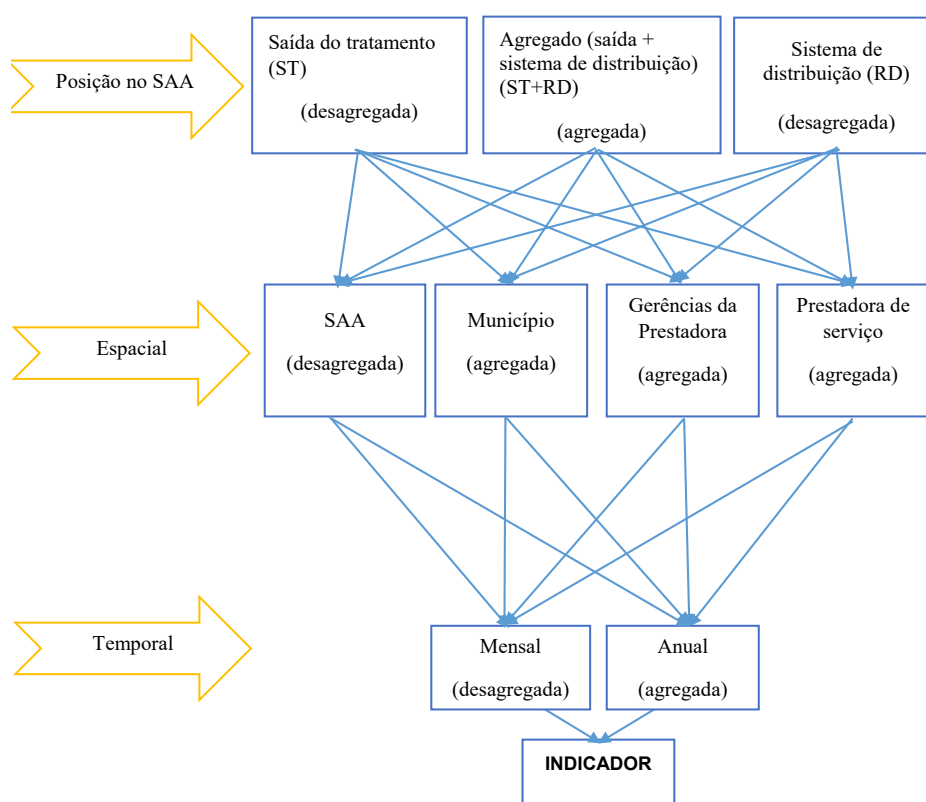 Posição no SAA
Saída do tratamento
(ST)
(desagregada)
Agregado (saída +
sistema de distribuição)
(ST+RD)
(agregada)
Sistema de
distribuição (RD)
(desagregada)
Espacial
SAA
(desagregada)
Município
(agregada)
Gerências da
Prestadora
(agregada)
Prestadora de
serviço
(agregada)
Temporal
Mensal
(desagregada)
Anual
(agregada)
INDICADOR